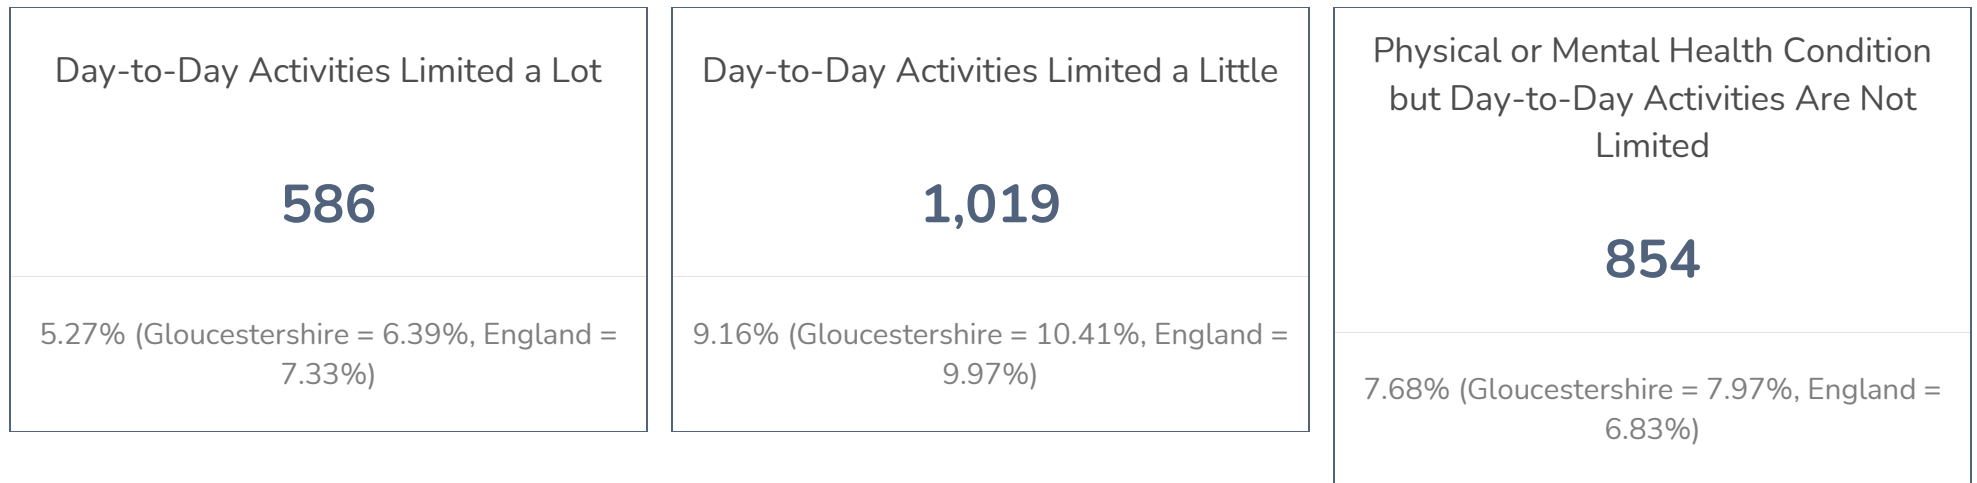 Day-to-Day Activities Limited a Lot
586
5.27% (Gloucestershire = 6.39%, England =
7.33%)
Day-to-Day Activities Limited a Little
1,019
9.16% (Gloucestershire = 10.41%, England =
9.97%)
Physical or Mental Health Condition
but Day-to-Day Activities Are Not
Limited
854
7.68% (Gloucestershire = 7.97%, England =
6.83%)